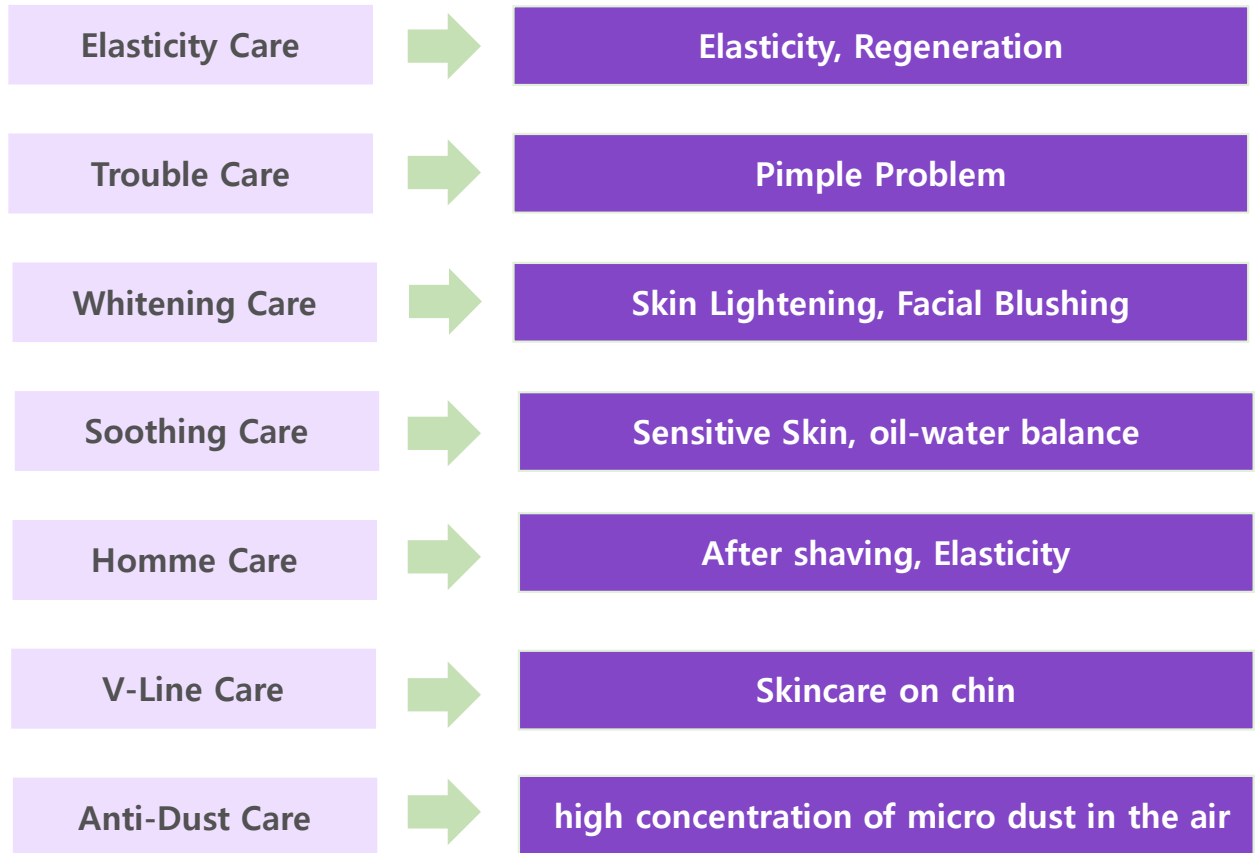 Elasticity Care
Elasticity, Regeneration
Trouble Care
Pimple Problem
Whitening Care
Skin Lightening, Facial Blushing
Soothing Care
Sensitive Skin, oil-water balance
Homme Care
After shaving, Elasticity
V-Line Care
Skincare on chin
Anti-Dust Care
high concentration of micro dust in the air